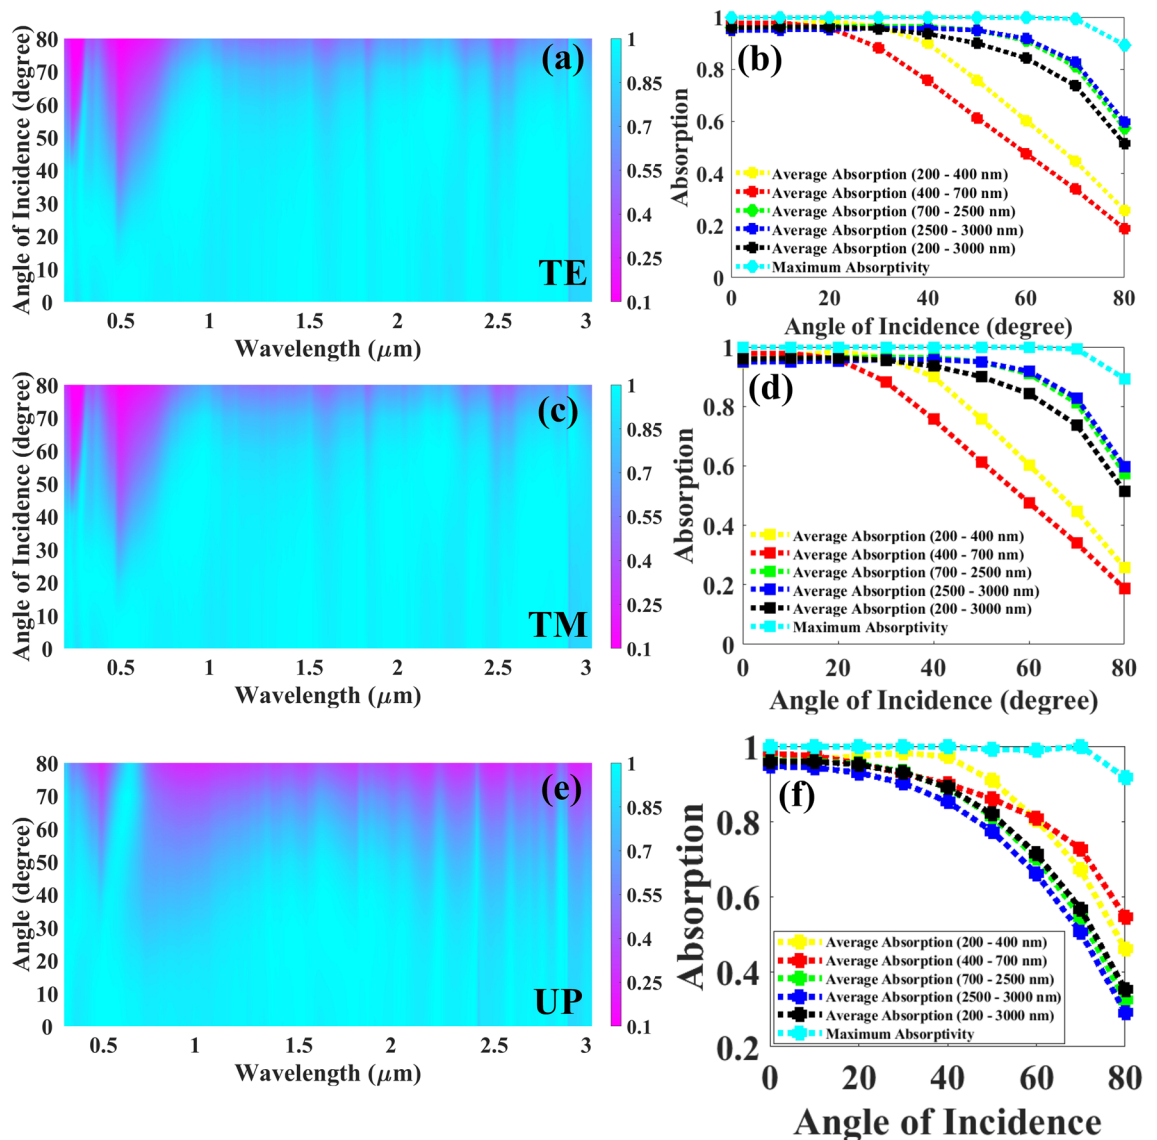 80
70
60
50
40
30
20
10
0
Angle of Incidence (degree)
(a)
TE
0.5
1
1.5
2
2.5
3
Wavelength (μm)
1
0.85
0.7
0.55
0.4
0.25
0.1
1
0.8
0.6
0.4
0.2
0
Absorption
(b)
Average Absorption (200 - 400 nm)
Average Absorption (400 - 700 nm)
Average Absorption (700 - 2500 nm)
Average Absorption (2500 - 3000 nm)
Average Absorption (200 - 3000 nm)
Maximum Absorptivity
0
20
40
60
80
Angle of Incidence (degree)
80
70
60
50
40
30
20
10
0
Angle of Incidence (degree)
(c)
TM
0.5
1
1.5
2
2.5
3
Wavelength (μm)
1
0.85
0.7
0.55
0.4
0.25
0.1
1
0.8
0.6
0.4
0.2
0
Absorption
(d)
Average Absorption (200 - 400 nm)
Average Absorption (400 - 700 nm)
Average Absorption (700 - 2500 nm)
Average Absorption (2500 - 3000 nm)
Average Absorption (200 - 3000 nm)
Maximum Absorptivity
0
20
40
60
80
Angle of Incidence (degree)
80
70
60
50
40
30
20
10
0
Angle (degree)
(e)
UP
0.5
1
1.5
2
2.5
3
Wavelength (μm)
1
0.85
0.7
0.55
0.4
0.25
0.1
1
0.8
0.6
0.4
0.2
Absorption
(f)
Average Absorption (200 - 400 nm)
Average Absorption (400 - 700 nm)
Average Absorption (700 - 2500 nm)
Average Absorption (2500 - 3000 nm)
Average Absorption (200 - 3000 nm)
Maximum Absorptivity
0
20
40
60
80
Angle of Incidence